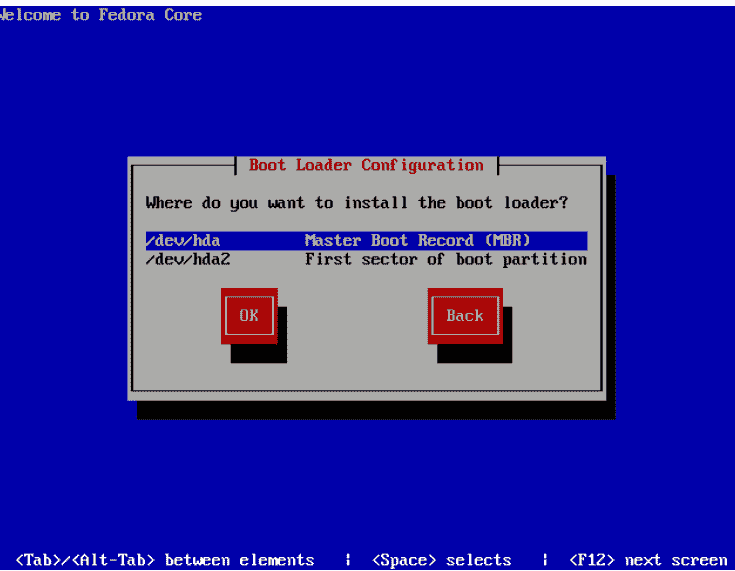 Welcome to Fedora Core
Boot Loader Configuration
Where do you want to install the boot loader?
/dev/hda Master Boot Record (MBR)
/dev/hda2 First sector of boot partition
OK Back
<Tab>/<Alt-Tab> between elements | <Space> selects | <F12> next screen